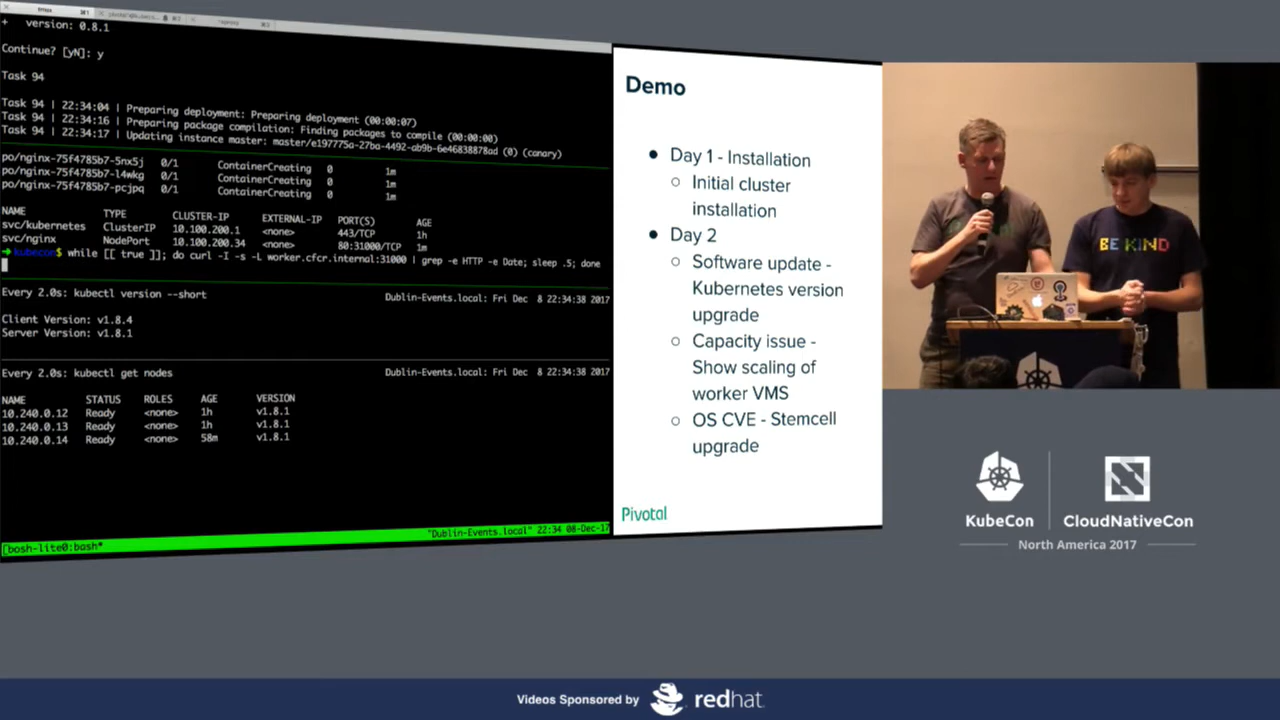 +   version: 0.8.1
Continue? [yN]: y
Task 94
Task 94 | 22:34:04 | Preparing deployment: Preparing deployment (00:00:07)
Task 94 | 22:34:16 | Preparing package compilation: Finding packages to compile (00:00:00)
Task 94 | 22:34:17 | Updating instance master: master/e197775a-27ba-4492-ab9b-6e46838878ad (0) (canary)
po/nginx-75f4785b7-5nx5j   0/1   ContainerCreating   0   1m
po/nginx-75f4785b7-l4wkg   0/1   ContainerCreating   0   1m
po/nginx-75f4785b7-pcjpq   0/1   ContainerCreating   0   1m
NAME   TYPE   CLUSTER-IP   EXTERNAL-IP   PORT(S)   AGE
svc/kubernetes   ClusterIP   10.100.200.1   <none>   443/TCP   1h
svc/nginx   NodePort   10.100.200.34   <none>   80:31000/TCP   1m
➜ kubecon$ while [[ true ]]; do curl -I -s -L worker.cfcr.internal:31000 | grep -e HTTP -e Date; sleep .5; done
Every 2.0s: kubectl version --short   Dublin-Events.local: Fri Dec  8 22:34:38 2017
Client Version: v1.8.4
Server Version: v1.8.1
Every 2.0s: kubectl get nodes   Dublin-Events.local: Fri Dec  8 22:34:38 2017
NAME   STATUS   ROLES   AGE   VERSION
10.240.0.12   Ready   <none>   1h   v1.8.1
10.240.0.13   Ready   <none>   1h   v1.8.1
10.240.0.14   Ready   <none>   58m   v1.8.1
[bosh-lite0:bash*   "Dublin-Events.local" 22:34 08-Dec-17
Demo
● Day 1 - Installation
○ Initial cluster
installation
● Day 2
○ Software update -
Kubernetes version
upgrade
○ Capacity issue -
Show scaling of
worker VMS
○ OS CVE - Stemcell
upgrade
Pivotal
BE KIND
KubeCon
CloudNativeCon
North America 2017
Videos Sponsored by
redhat.